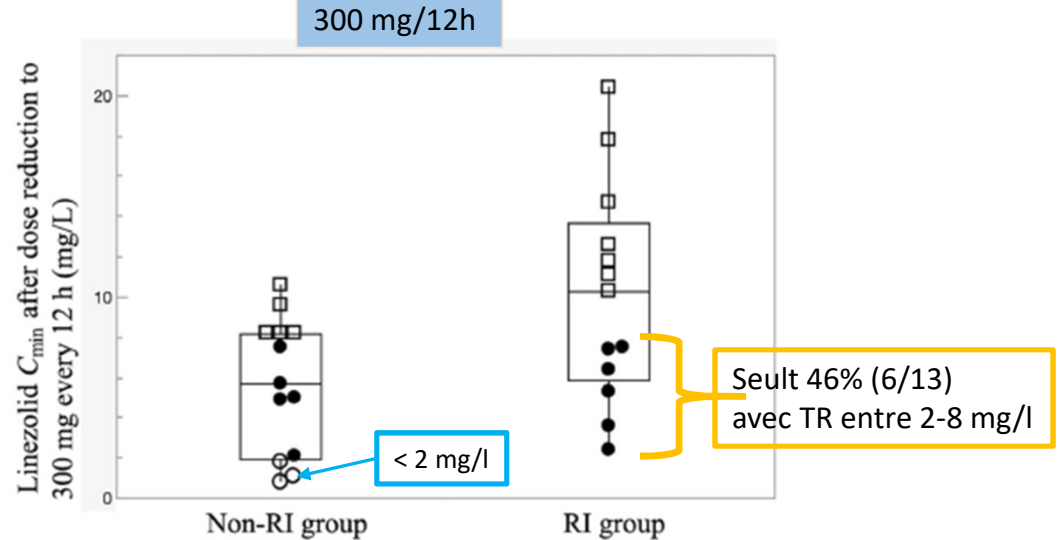 300 mg/12h
Linezolid Cmin after dose reduction to
300 mg every 12 h (mg/L)
20
10
0
Seult 46% (6/13)
avec TR entre 2-8 mg/l
< 2 mg/l
Non-RI group
RI group